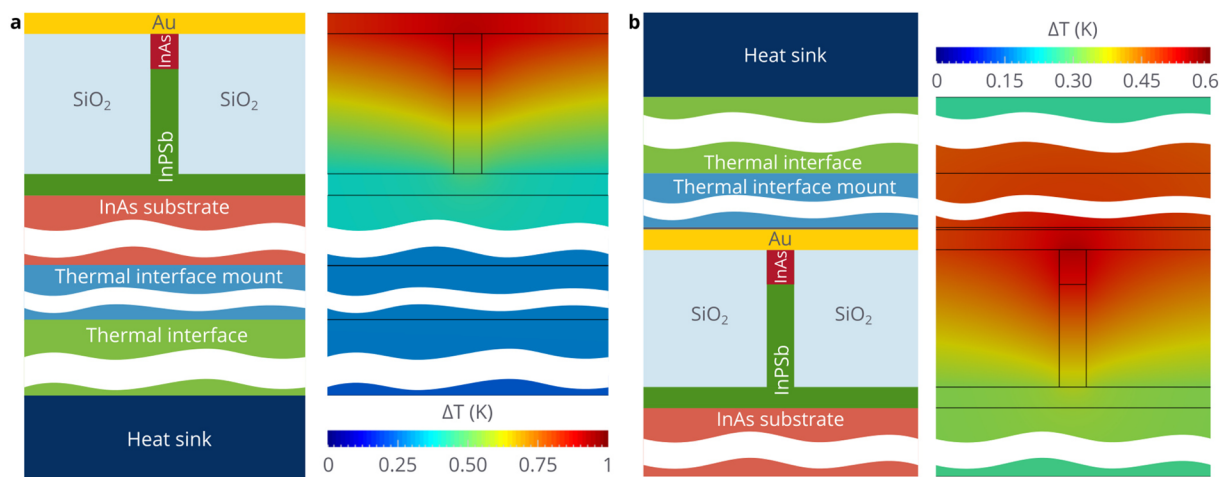 a
Au
InAs
SiO₂
SiO₂
InPSb
InAs substrate
Thermal interface mount
Thermal interface
Heat sink
ΔT (K)
0 0.25 0.50 0.75 1
b
Heat sink
ΔT (K)
0 0.15 0.30 0.45 0.6
Thermal interface
Thermal interface mount
Au
InAs
SiO₂
SiO₂
InPSb
InAs substrate